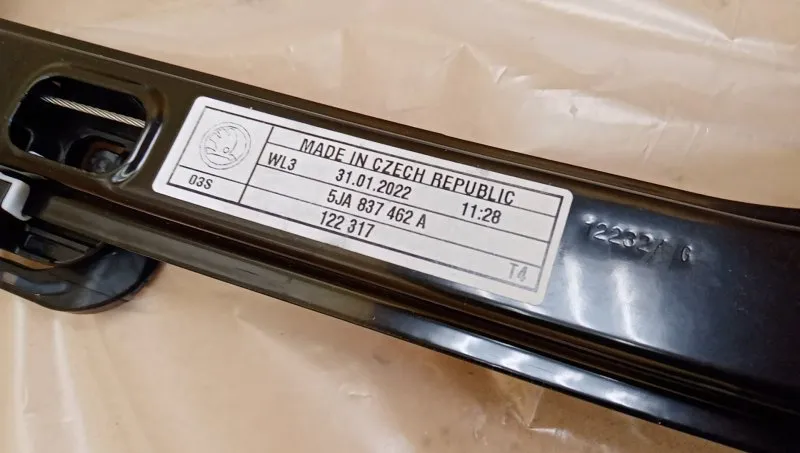 MADE IN CZECH REPUBLIC
WL3 31.01.2022 11:28
03S 5JA 837 462 A
122 317
T4